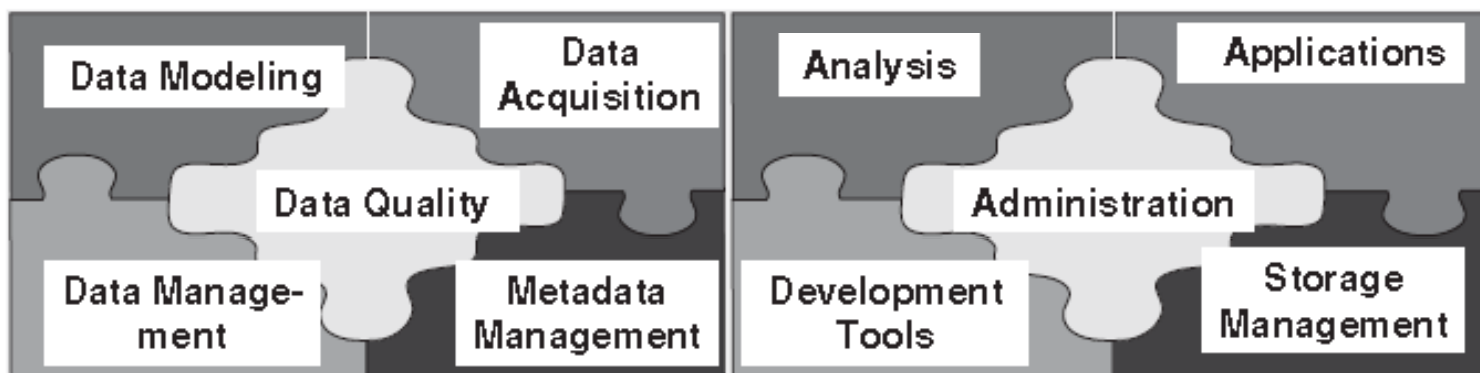 Data Modeling
Data
Acquisition
Data Quality
Data Manage-
ment
Metadata
Management
Analysis
Applications
Administration
Development
Tools
Storage
Management